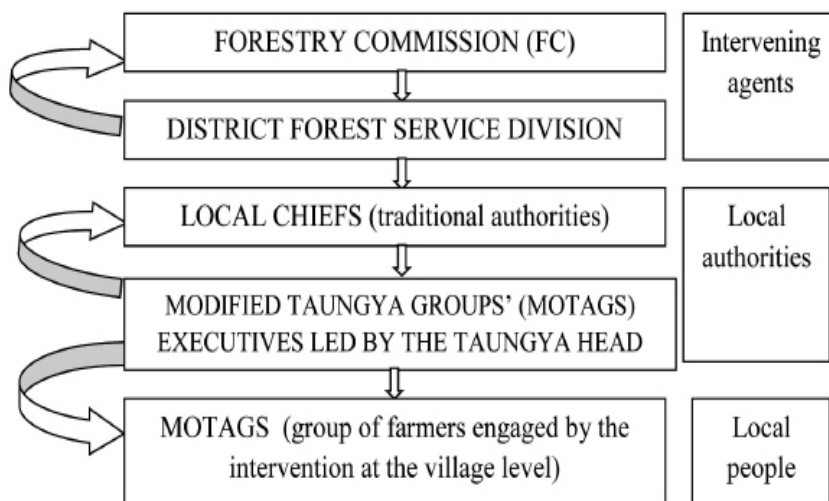 FORESTRY COMMISSION (FC)
Intervening
agents
DISTRICT FOREST SERVICE DIVISION
LOCAL CHIEFS (traditional authorities)
Local
authorities
MODIFIED TAUNGYA GROUPS’ (MOTAGS)
EXECUTIVES LED BY THE TAUNGYA HEAD
MOTAGS (group of farmers engaged by the
intervention at the village level)
Local
people